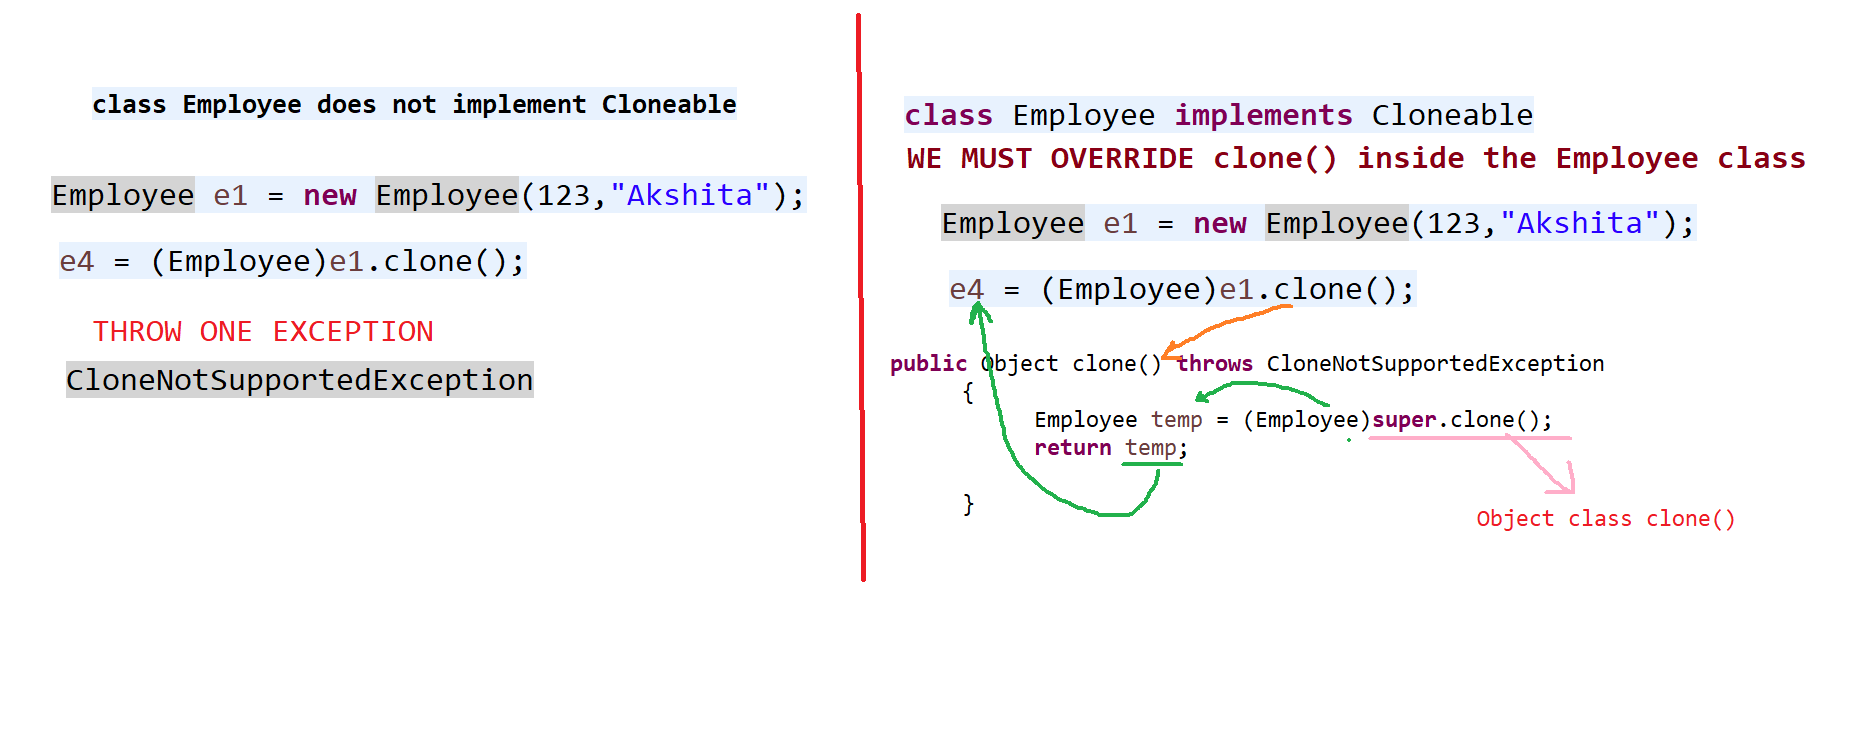 class Employee does not implement Cloneable
Employee e1 = new Employee(123,"Akshita");
e4 = (Employee)e1.clone();
THROW ONE EXCEPTION
CloneNotSupportedException
class Employee implements Cloneable
WE MUST OVERRIDE clone() inside the Employee class
Employee e1 = new Employee(123,"Akshita");
e4 = (Employee)e1.clone();
public Object clone() throws CloneNotSupportedException
{
Employee temp = (Employee)super.clone();
return temp;
}
Object class clone()